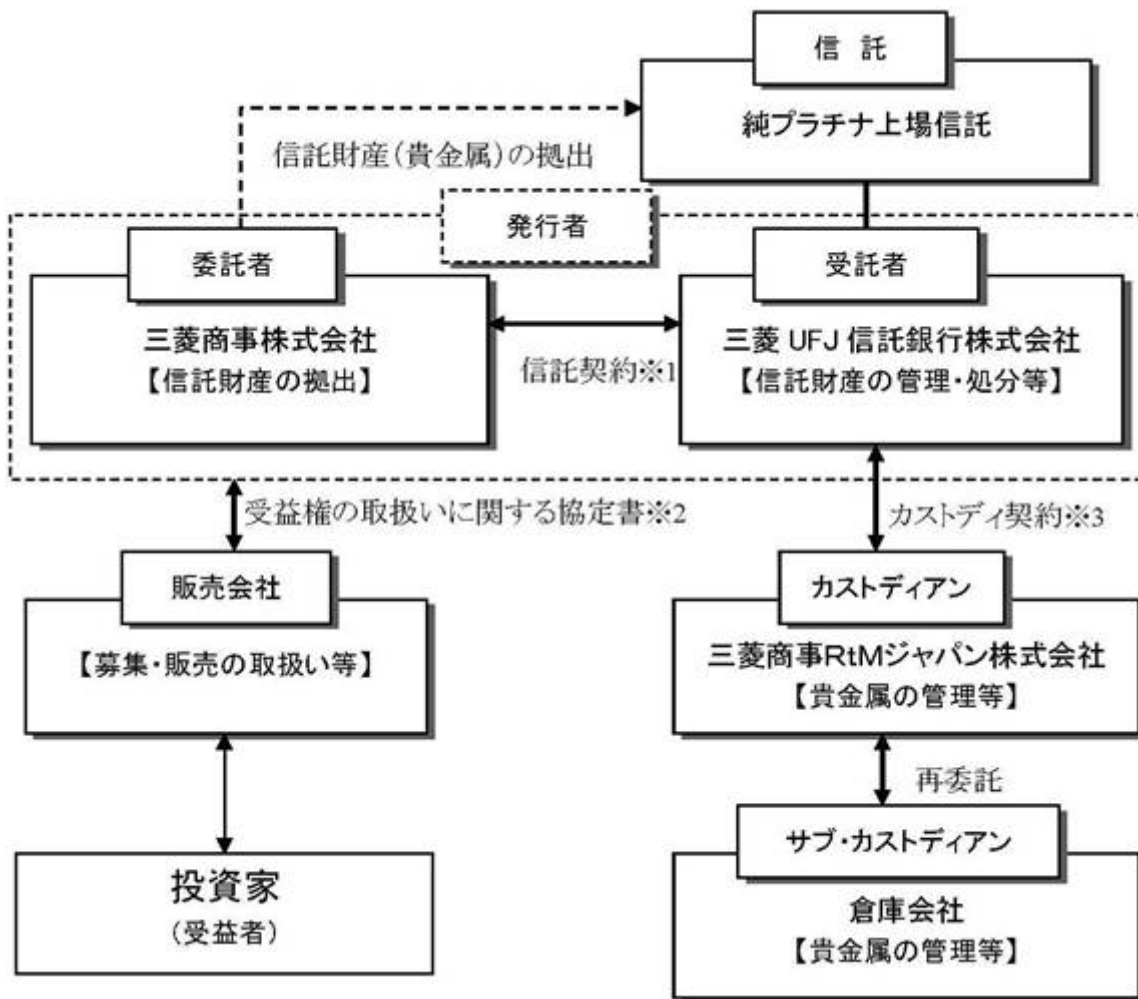 信 託
純プラチナ上場信託
信託財産(貴金属)の拠出
発行者
委託者
三菱商事株式会社
【信託財産の拠出】
信託契約※1
受託者
三菱 UFJ 信託銀行株式会社
【信託財産の管理・処分等】
受益権の取扱いに関する協定書※2
カストディ契約※3
販売会社
【募集・販売の取扱い等】
カストディアン
三菱商事RtMジャパン株式会社
【貴金属の管理等】
再委託
投資家
(受益者)
サブ・カストディアン
倉庫会社
【貴金属の管理等】